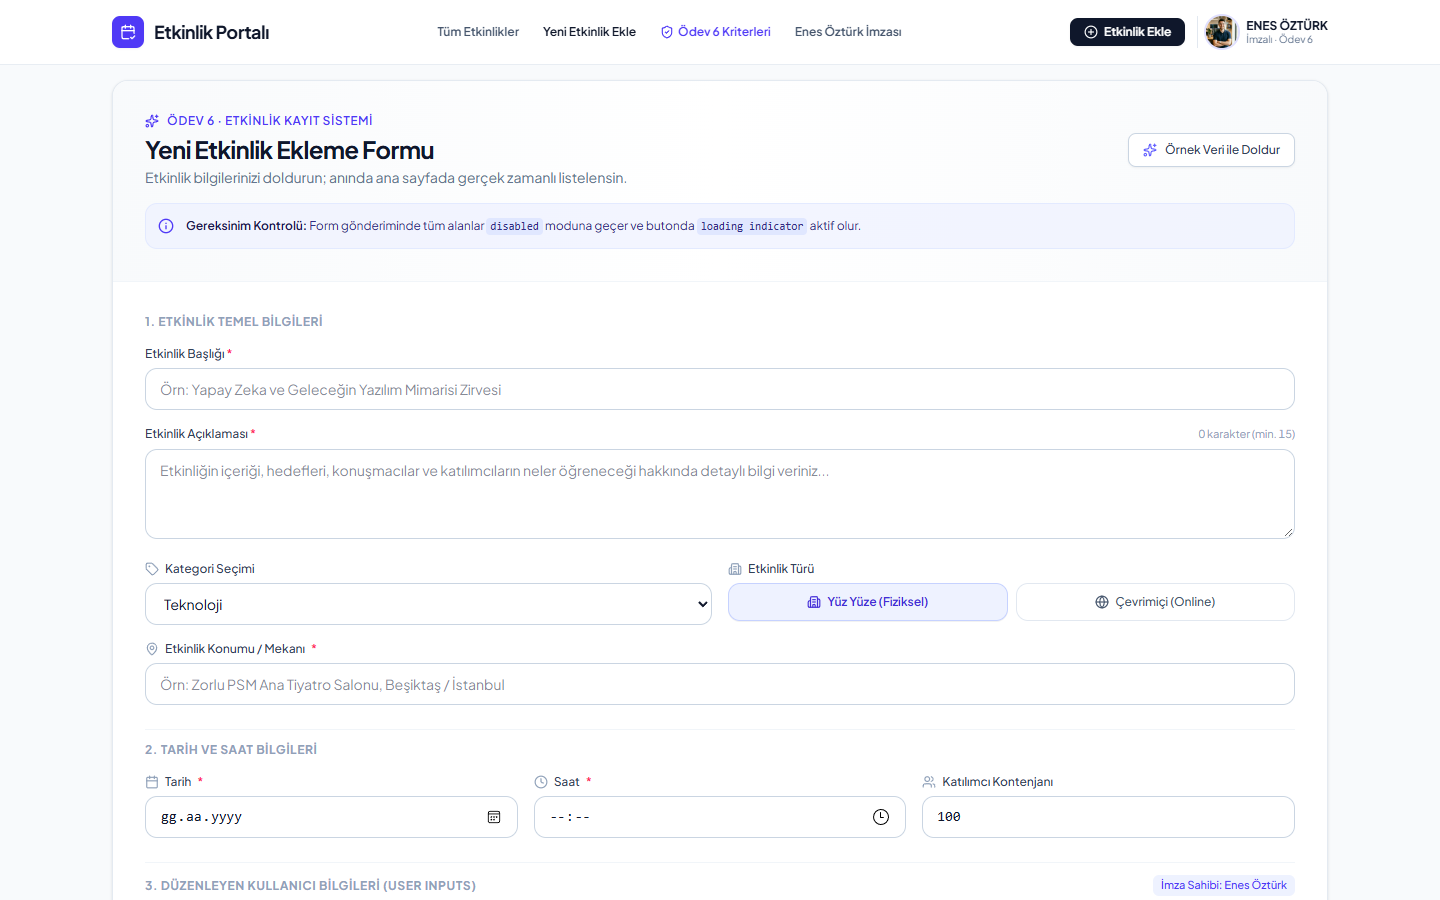 Etkinlik Portalı
Tüm Etkinlikler
Yeni Etkinlik Ekle
Ödev 6 Kriterleri
Enes Öztürk İmzası
Etkinlik Ekle
ENES ÖZTÜRK
İmzalı · Ödev 6
ÖDEV 6 · ETKİNLİK KAYIT SİSTEMİ
Yeni Etkinlik Ekleme Formu
Etkinlik bilgilerinizi doldurun; anında ana sayfada gerçek zamanlı listelensin.
Örnek Veri ile Doldur
Gereksinim Kontrolü: Form gönderiminde tüm alanlar disabled moduna geçer ve butonda loading indicator aktif olur.
1. ETKİNLİK TEMEL BİLGİLERİ
Etkinlik Başlığı *
Örn: Yapay Zeka ve Geleceğin Yazılım Mimarisi Zirvesi
Etkinlik Açıklaması *
0 karakter (min. 15)
Etkinliğin içeriği, hedefleri, konuşmacılar ve katılımcıların neler öğreneceği hakkında detaylı bilgi veriniz...
Kategori Seçimi
Etkinlik Türü
Teknoloji
Yüz Yüze (Fiziksel)
Çevrimiçi (Online)
Etkinlik Konumu / Mekanı *
Örn: Zorlu PSM Ana Tiyatro Salonu, Beşiktaş / İstanbul
2. TARİH VE SAAT BİLGİLERİ
Tarih *
Saat *
Katılımcı Kontenjanı
gg.aa.yyyy
--:--
100
3. DÜZENLEYEN KULLANICI BİLGİLERİ (USER INPUTS)
İmza Sahibi: Enes Öztürk